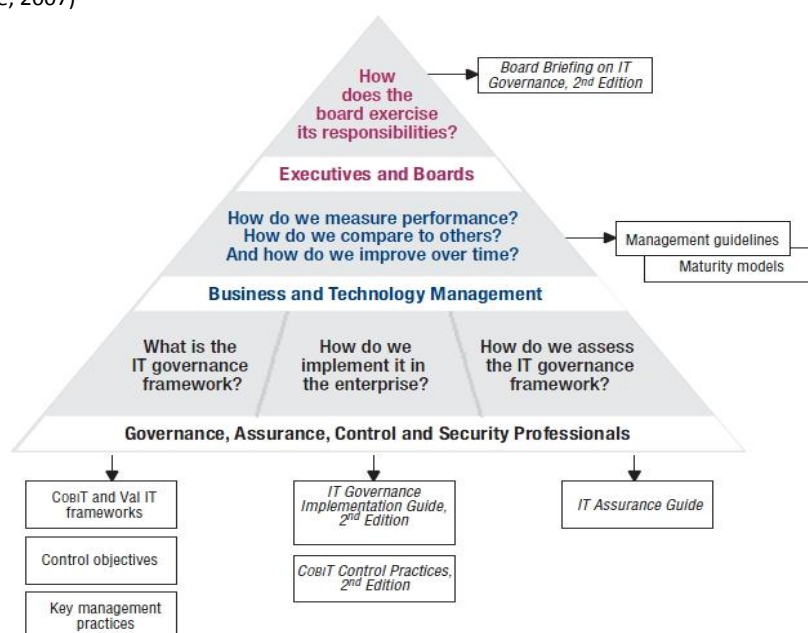 2007)
How
does the
board exercise
its responsibilities?
Board Briefing on IT
Governance, 2nd Edition
Executives and Boards
How do we measure performance?
How do we compare to others?
And how do we improve over time?
Management guidelines
Maturity models
Business and Technology Management
What is the
IT governance
framework?
How do we
implement it in
the enterprise?
How do we assess
the IT governance
framework?
Governance, Assurance, Control and Security Professionals
COBIT and Val IT
frameworks
Control objectives
Key management
practices
IT Governance
Implementation Guide,
2nd Edition
COBIT Control Practices,
2nd Edition
IT Assurance Guide